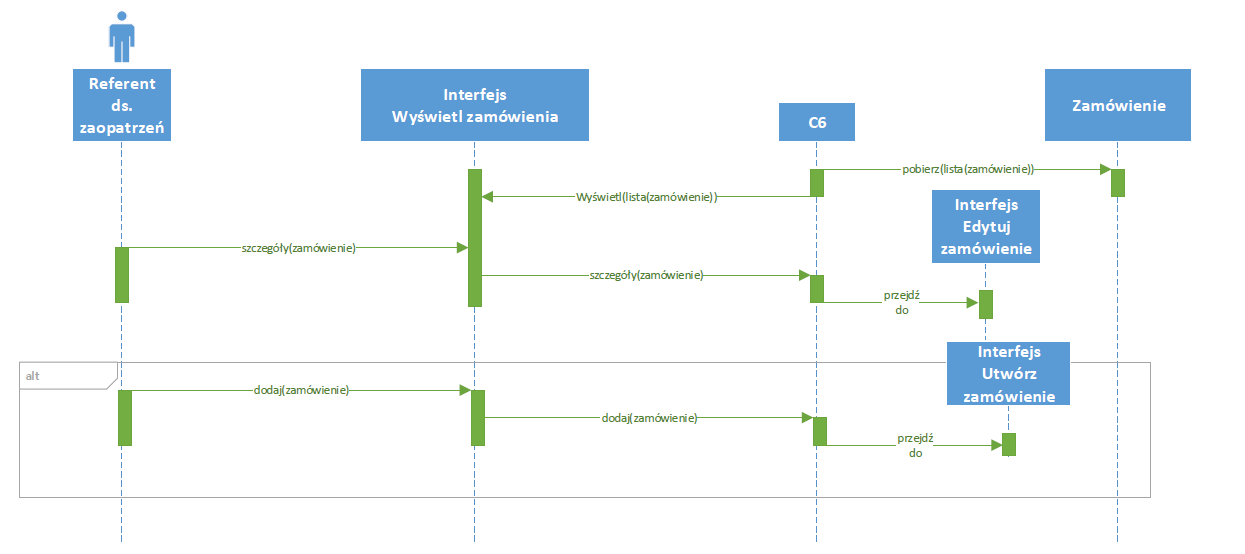 Referent
ds.
zaopatrzeń
Interfejs
Wyświetl zamówienia
C6
Zamówienie
pobierz(lista(zamówienie))
Wyświetl(lista(zamówienie))
Interfejs
Edytuj
zamówienie
szczegóły(zamówienie)
szczegóły(zamówienie)
przejdź
do
Interfejs
Utwórz
zamówienie
alt
dodaj(zamówienie)
dodaj(zamówienie)
przejdź
do